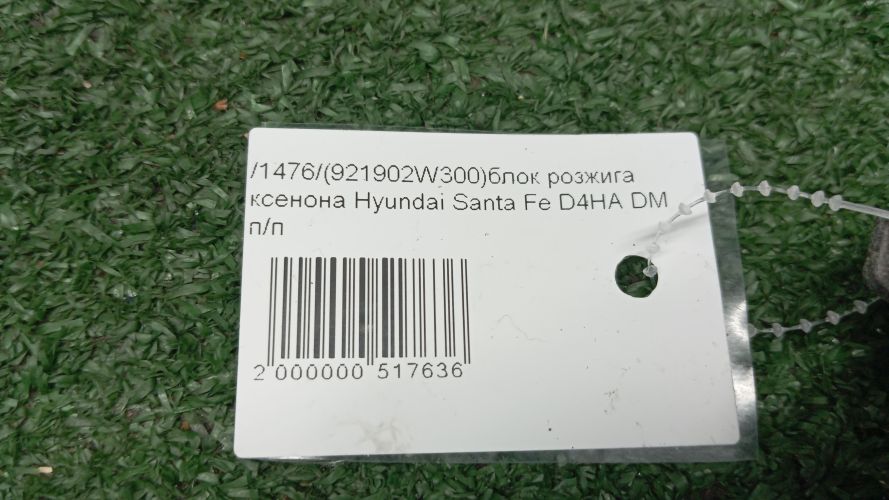 /1476/(921902W300)блок розжига
ксенона Hyundai Santa Fe D4HA DM
п/п
2 000000 517636